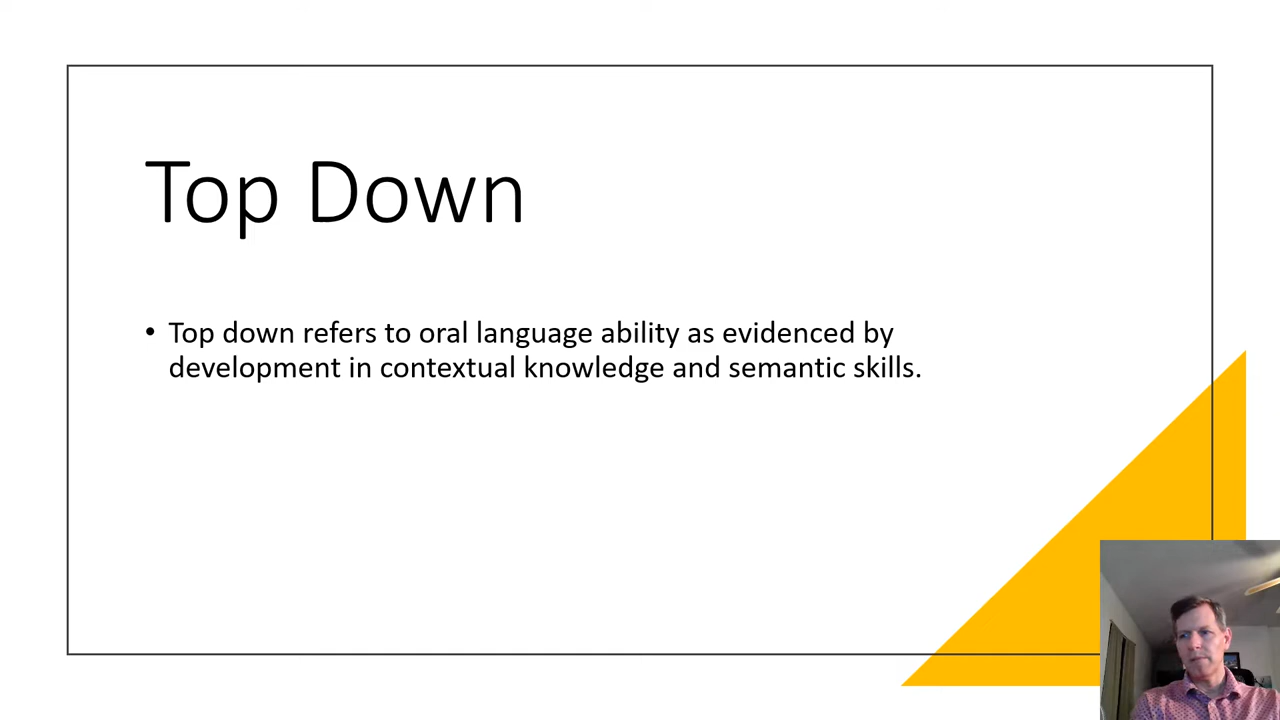 Top Down
• Top down refers to oral language ability as evidenced by
development in contextual knowledge and semantic skills.